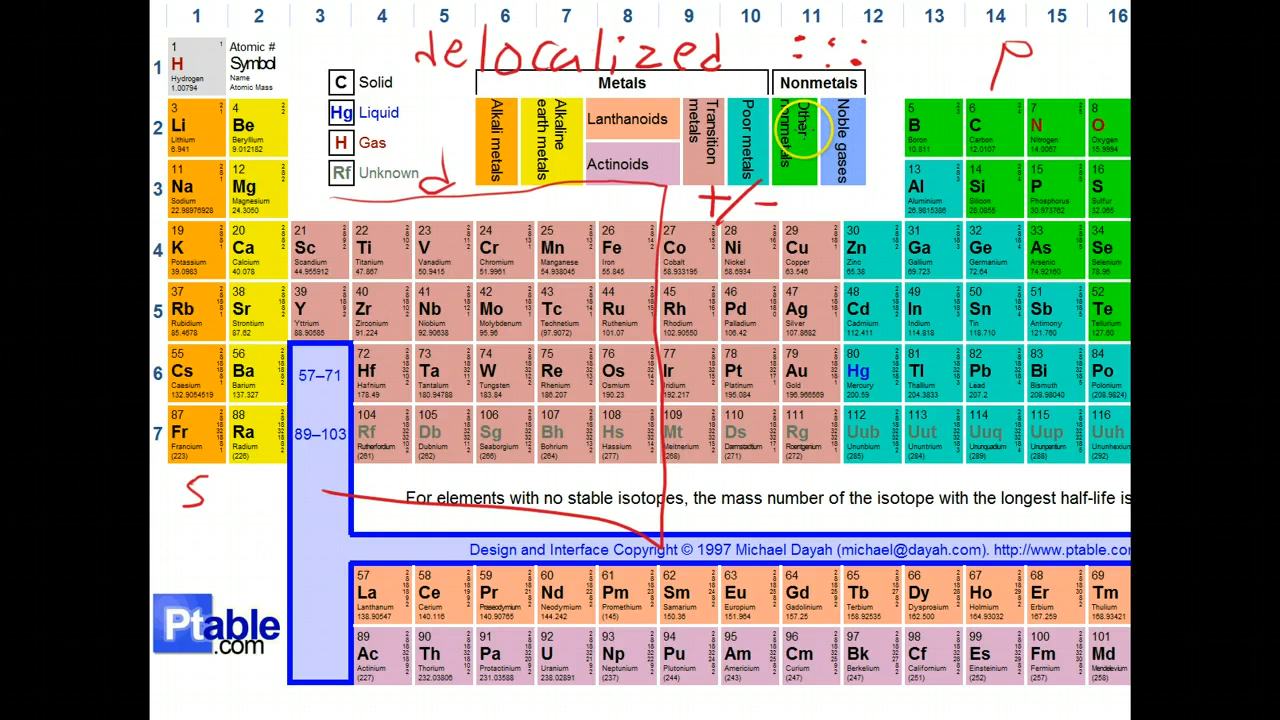 1 2 3 4 5 6 7 8 9 10 11 12 13 14 15 16
delocalized p
1 1 H Hydrogen 1.00794 1
Atomic # Symbol Name Atomic Mass
C Solid
Hg Liquid
H Gas
Rf Unknown
Metals Nonmetals
Alkali metals
Alkaline earth metals
Lanthanoids
Actinoids
Transition metals
Poor metals
Other nonmetals
Noble gases
d
+/-
2
3 Li Lithium 6.941
4 Be Beryllium 9.012182
5 B Boron 10.811
6 C Carbon 12.0107
7 N Nitrogen 14.0067
8 O Oxygen 15.9994
3
11 Na Sodium 22.98976928
12 Mg Magnesium 24.3050
13 Al Aluminium 26.9815386
14 Si Silicon 28.0855
15 P Phosphorus 30.973762
16 S Sulfur 32.065
4
19 K Potassium 39.0983
20 Ca Calcium 40.078
21 Sc Scandium 44.955912
22 Ti Titanium 47.867
23 V Vanadium 50.9415
24 Cr Chromium 51.9961
25 Mn Manganese 54.938045
26 Fe Iron 55.845
27 Co Cobalt 58.933195
28 Ni Nickel 58.6934
29 Cu Copper 63.546
30 Zn Zinc 65.38
31 Ga Gallium 69.723
32 Ge Germanium 72.64
33 As Arsenic 74.92160
34 Se Selenium 78.96
5
37 Rb Rubidium 85.4678
38 Sr Strontium 87.62
39 Y Yttrium 88.90585
40 Zr Zirconium 91.224
41 Nb Niobium 92.90638
42 Mo Molybdenum 95.96
43 Tc Technetium (97.9072)
44 Ru Ruthenium 101.07
45 Rh Rhodium 102.90550
46 Pd Palladium 106.42
47 Ag Silver 107.8682
48 Cd Cadmium 112.411
49 In Indium 114.818
50 Sn Tin 118.710
51 Sb Antimony 121.760
52 Te Tellurium 127.60
6
55 Cs Caesium 132.9054519
56 Ba Barium 137.327
57–71
72 Hf Hafnium 178.49
73 Ta Tantalum 180.94788
74 W Tungsten 183.84
75 Re Rhenium 186.207
76 Os Osmium 190.23
77 Ir Iridium 192.217
78 Pt Platinum 195.084
79 Au Gold 196.966569
80 Hg Mercury 200.59
81 Tl Thallium 204.3833
82 Pb Lead 207.2
83 Bi Bismuth 208.98040
84 Po Polonium (208.9824)
7
87 Fr Francium (223)
88 Ra Radium (226)
89–103
104 Rf Rutherfordium (261)
105 Db Dubnium (262)
106 Sg Seaborgium (266)
107 Bh Bohrium (264)
108 Hs Hassium (277)
109 Mt Meitnerium (268)
110 Ds Darmstadtium (271)
111 Rg Roentgenium (272)
112 Uub Ununbium (285)
113 Uut Ununtrium (284)
114 Uuq Ununquadium (289)
115 Uup Ununpentium (288)
116 Uuh Ununhexium (292)
s
For elements with no stable isotopes, the mass number of the isotope with the longest half-life is
Design and Interface Copyright © 1997 Michael Dayah (michael@dayah.com). http://www.ptable.com
57 La Lanthanum 138.90547
58 Ce Cerium 140.116
59 Pr Praseodymium 140.90765
60 Nd Neodymium 144.242
61 Pm Promethium (145)
62 Sm Samarium 150.36
63 Eu Europium 151.964
64 Gd Gadolinium 157.25
65 Tb Terbium 158.92535
66 Dy Dysprosium 162.500
67 Ho Holmium 164.93032
68 Er Erbium 167.259
69 Tm Thulium 168.93421
89 Ac Actinium (227)
90 Th Thorium 232.03806
91 Pa Protactinium 231.03588
92 U Uranium 238.02891
93 Np Neptunium (237)
94 Pu Plutonium (244)
95 Am Americium (243)
96 Cm Curium (247)
97 Bk Berkelium (247)
98 Cf Californium (251)
99 Es Einsteinium (252)
100 Fm Fermium (257)
101 Md Mendelevium (258)
Ptable
.com